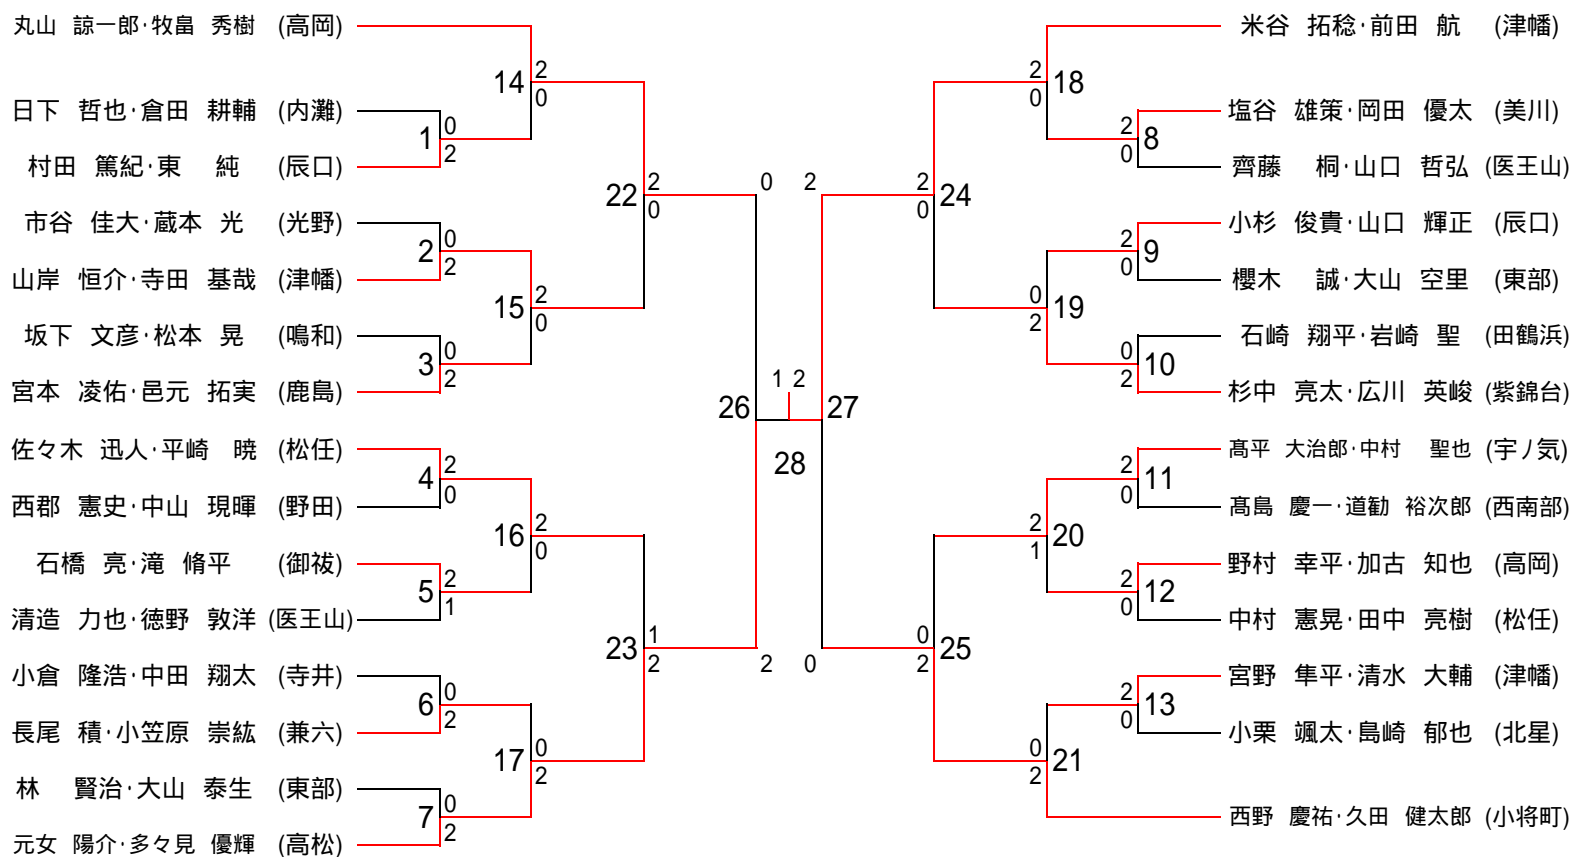 丸山 諒一郎·牧畠 秀樹 (高岡)
日下 哲也·倉田 耕輔 (内灘)
村田 篤紀·東 純 (辰口)
市谷 佳大·蔵本 光 (光野)
山岸 恒介·寺田 基哉 (津幡)
坂下 文彦·松本 晃 (鳴和)
宮本 凌佑·邑元 拓実 (鹿島)
佐々木 迅人·平崎 暁 (松任)
西郡 憲史·中山 現暉 (野田)
石橋 亮·滝 脩平 (御祓)
清造 力也·徳野 敦洋 (医王山)
小倉 隆浩·中田 翔太 (寺井)
長尾 積·小笠原 崇紘 (兼六)
林 賢治·大山 泰生 (東部)
元女 陽介·多々見 優輝 (高松)
1 0 2
2 0 2
3 0 2
4 2 0
5 2 1
6 0 2
7 0 2
14 2 0
15 2 0
16 2 0
17 0 2
22 2 0
23 1 2
26 0 2
28 1 2
27 2 0
24 2 0
25 0 2
18 2 0
19 0 2
20 2 1
21 0 2
8 2 0
9 2 0
10 0 2
11 2 0
12 2 0
13 2 0
米谷 拓稔·前田 航 (津幡)
塩谷 雄策·岡田 優太 (美川)
齊藤 桐·山口 哲弘 (医王山)
小杉 俊貴·山口 輝正 (辰口)
櫻木 誠·大山 空里 (東部)
石崎 翔平·岩崎 聖 (田鶴浜)
杉中 亮太·広川 英峻 (紫錦台)
髙平 大治郎·中村 聖也 (宇ノ気)
髙島 慶一·道勧 裕次郎 (西南部)
野村 幸平·加古 知也 (高岡)
中村 憲晃·田中 亮樹 (松任)
宮野 隼平·清水 大輔 (津幡)
小栗 颯太·島崎 郁也 (北星)
西野 慶祐·久田 健太郎 (小将町)